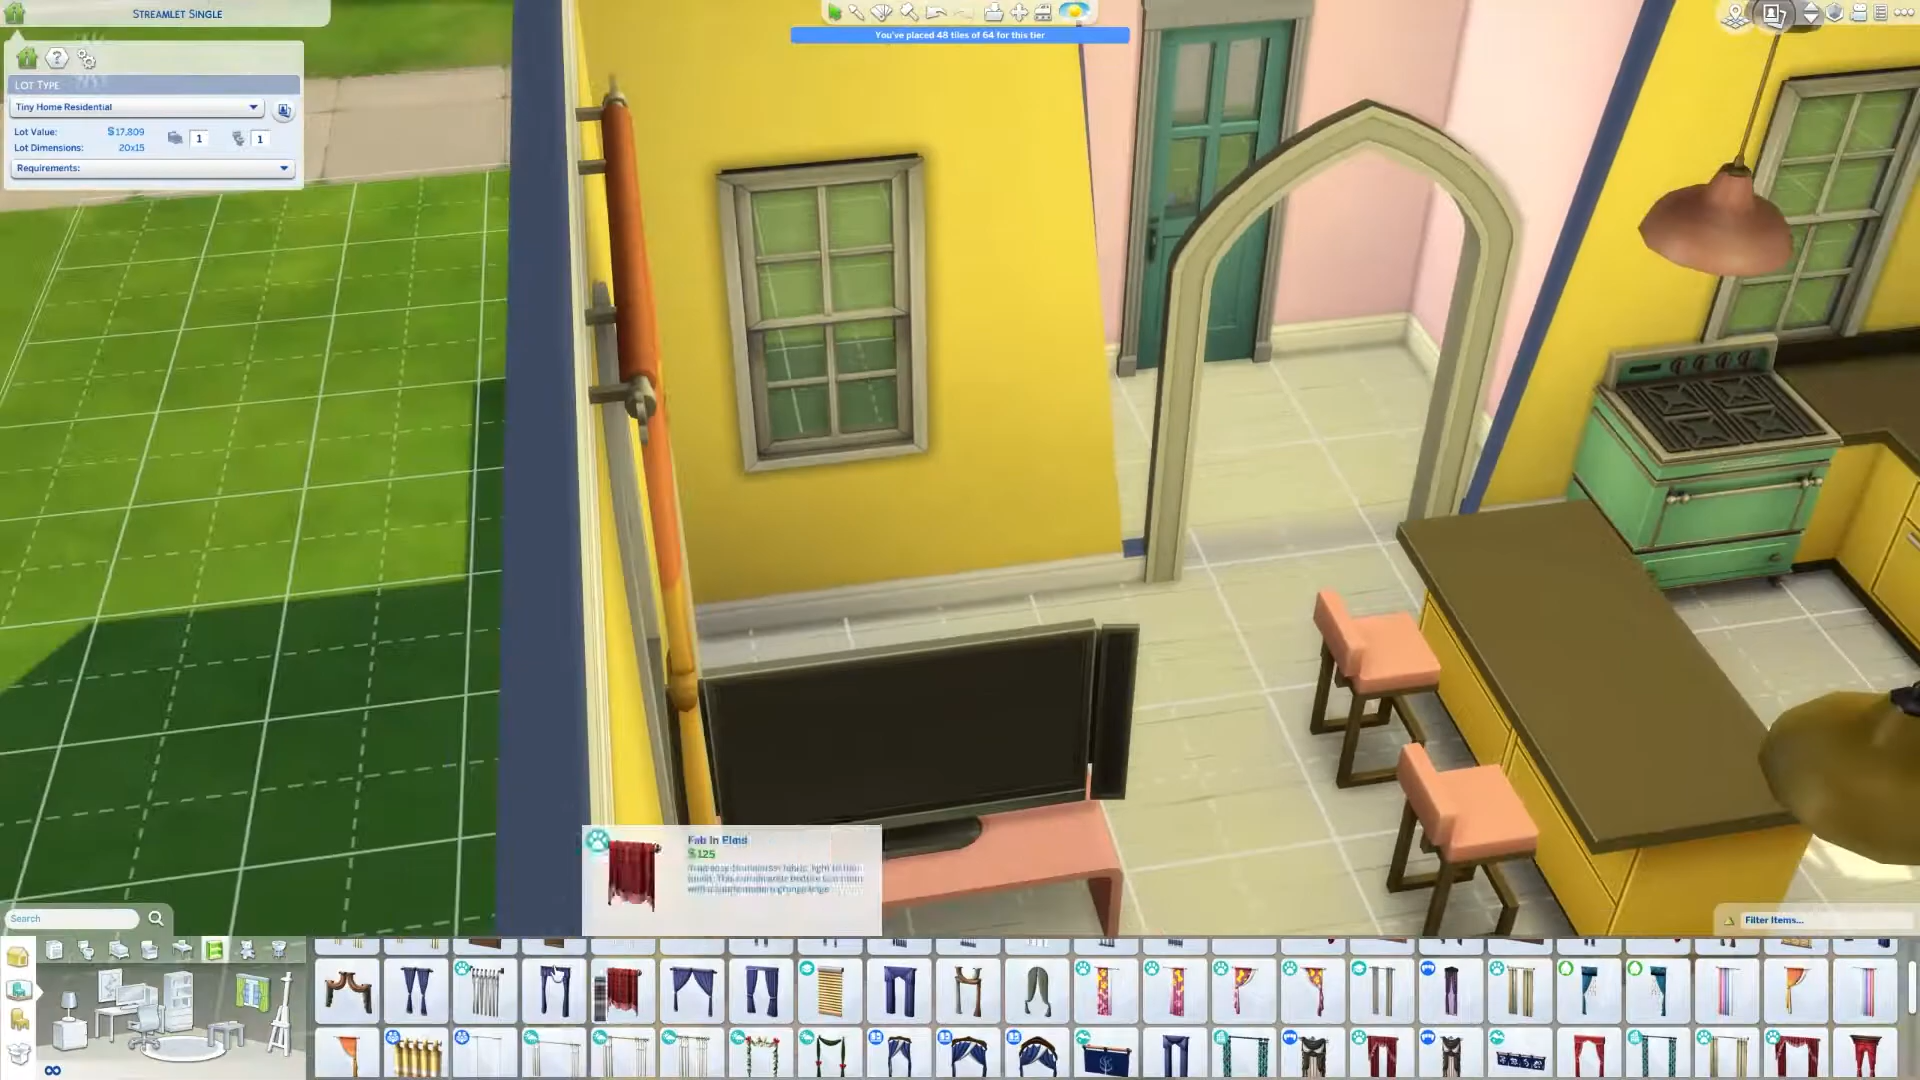 STREAMLET SINGLE
You've placed 48 tiles of 64 for this tier
LOT TYPE
Tiny Home Residential
Lot Value: §17,809
1
1
Lot Dimensions: 20x15
Requirements:
Fab In Elmsl
§125
Search
Filter Items...